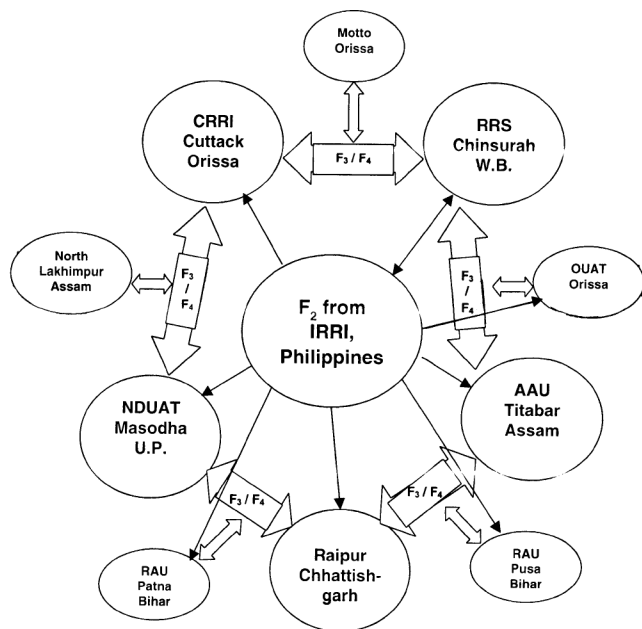 Motto
Orissa
CRRI
Cuttack
Orissa
F₃ / F₄
RRS
Chinsurah
W.B.
North
Lakhimpur
Assam
F₃
/
F₄
F₂ from
IRRI,
Philippines
F₃
/
F₄
OUAT
Orissa
NDUAT
Masodha
U.P.
AAU
Titabar
Assam
F₃ / F₄
F₃ / F₄
RAU
Patna
Bihar
Raipur
Chhattish-
garh
RAU
Pusa
Bihar